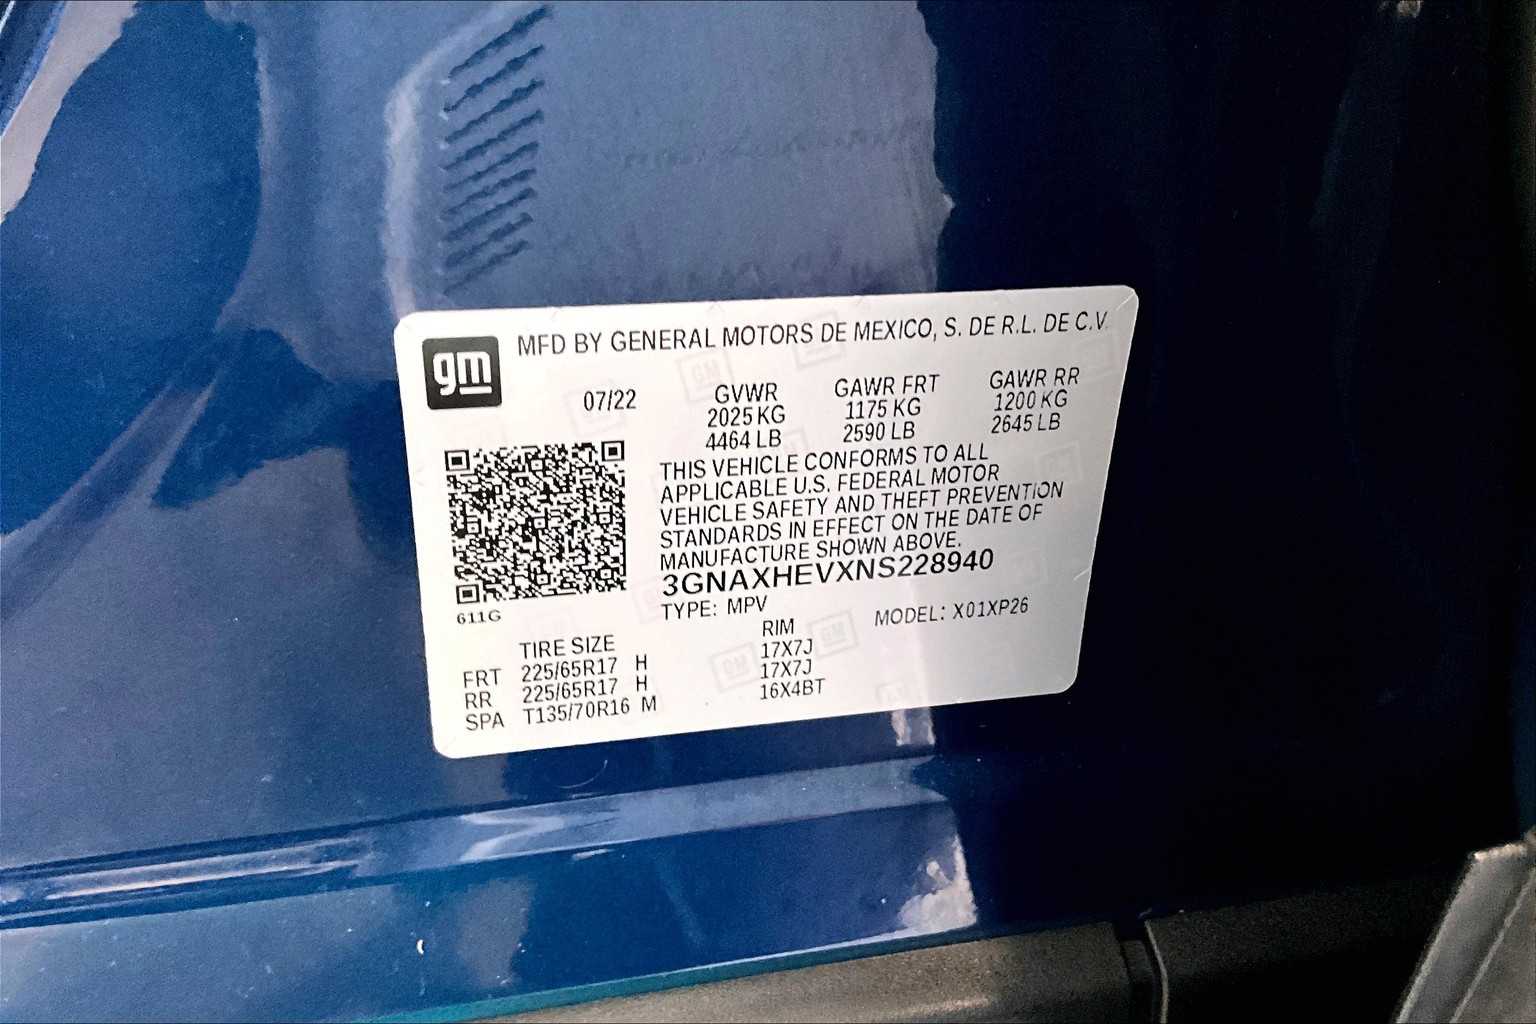 gm
MFD BY GENERAL MOTORS DE MEXICO, S. DE R.L. DE C.V.
07/22
GVWR GAWR FRT GAWR RR
2025 KG 1175 KG 1200 KG
4464 LB 2590 LB 2645 LB
THIS VEHICLE CONFORMS TO ALL
APPLICABLE U.S. FEDERAL MOTOR
VEHICLE SAFETY AND THEFT PREVENTION
STANDARDS IN EFFECT ON THE DATE OF
MANUFACTURE SHOWN ABOVE.
3GNAXHEVXNS228940
TYPE: MPV MODEL: X01XP26
611G
TIRE SIZE RIM
FRT 225/65R17 H 17X7J
RR 225/65R17 H 17X7J
SPA T135/70R16 M 16X4BT